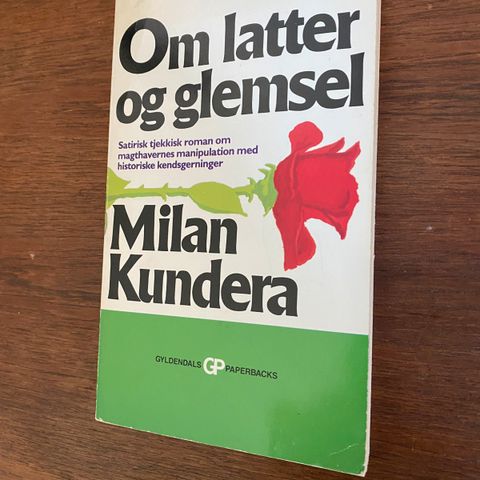 Om latter
og glemsel
Satirisk tjekkisk roman om
magthavernes manipulation med
historiske kendsgerninger
Milan
Kundera
GYLDENDALS GP PAPERBACKS